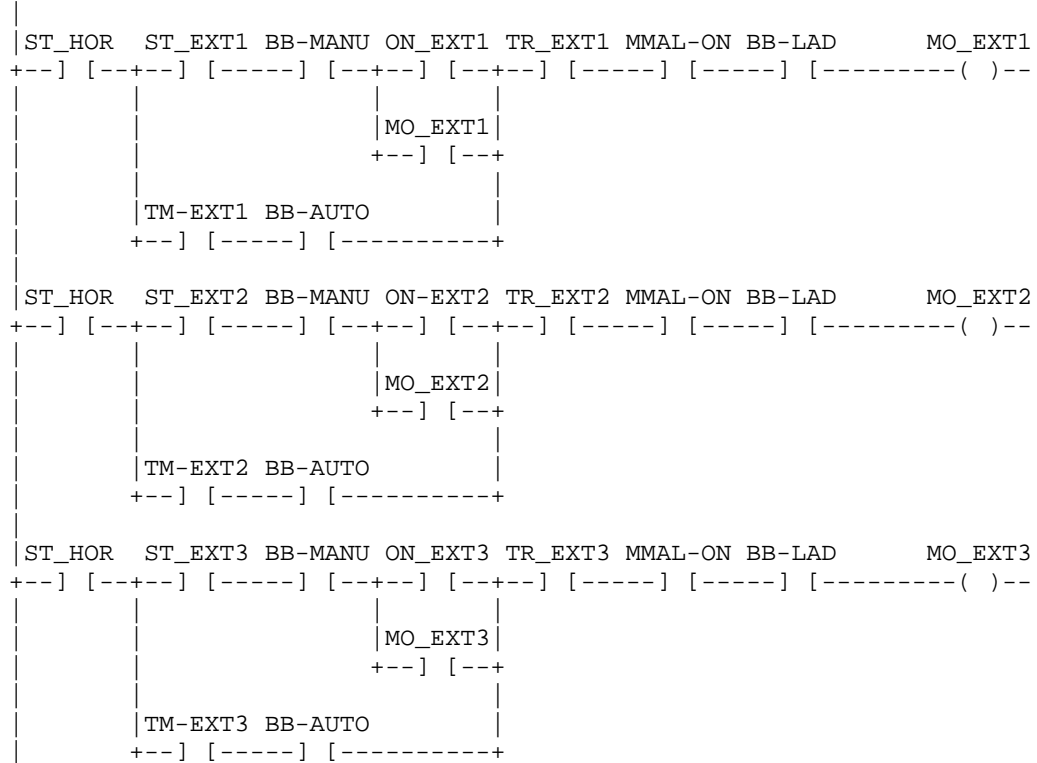 |
|ST_HOR  ST_EXT1 BB-MANU ON_EXT1 TR_EXT1 MMAL-ON BB-LAD      MO_EXT1
+--] [--+--] [-----] [--+--] [--+--] [-----] [-----] [---------( )--
|       |               |       |
|       |               |MO_EXT1|
|       |               +--] [--+
|       |                       |
|       |TM-EXT1 BB-AUTO        |
|       +--] [-----] [----------+
|
|ST_HOR  ST_EXT2 BB-MANU ON-EXT2 TR_EXT2 MMAL-ON BB-LAD      MO_EXT2
+--] [--+--] [-----] [--+--] [--+--] [-----] [-----] [---------( )--
|       |               |       |
|       |               |MO_EXT2|
|       |               +--] [--+
|       |                       |
|       |TM-EXT2 BB-AUTO        |
|       +--] [-----] [----------+
|
|ST_HOR  ST_EXT3 BB-MANU ON_EXT3 TR_EXT3 MMAL-ON BB-LAD      MO_EXT3
+--] [--+--] [-----] [--+--] [--+--] [-----] [-----] [---------( )--
|       |               |       |
|       |               |MO_EXT3|
|       |               +--] [--+
|       |                       |
|       |TM-EXT3 BB-AUTO        |
|       +--] [-----] [----------+